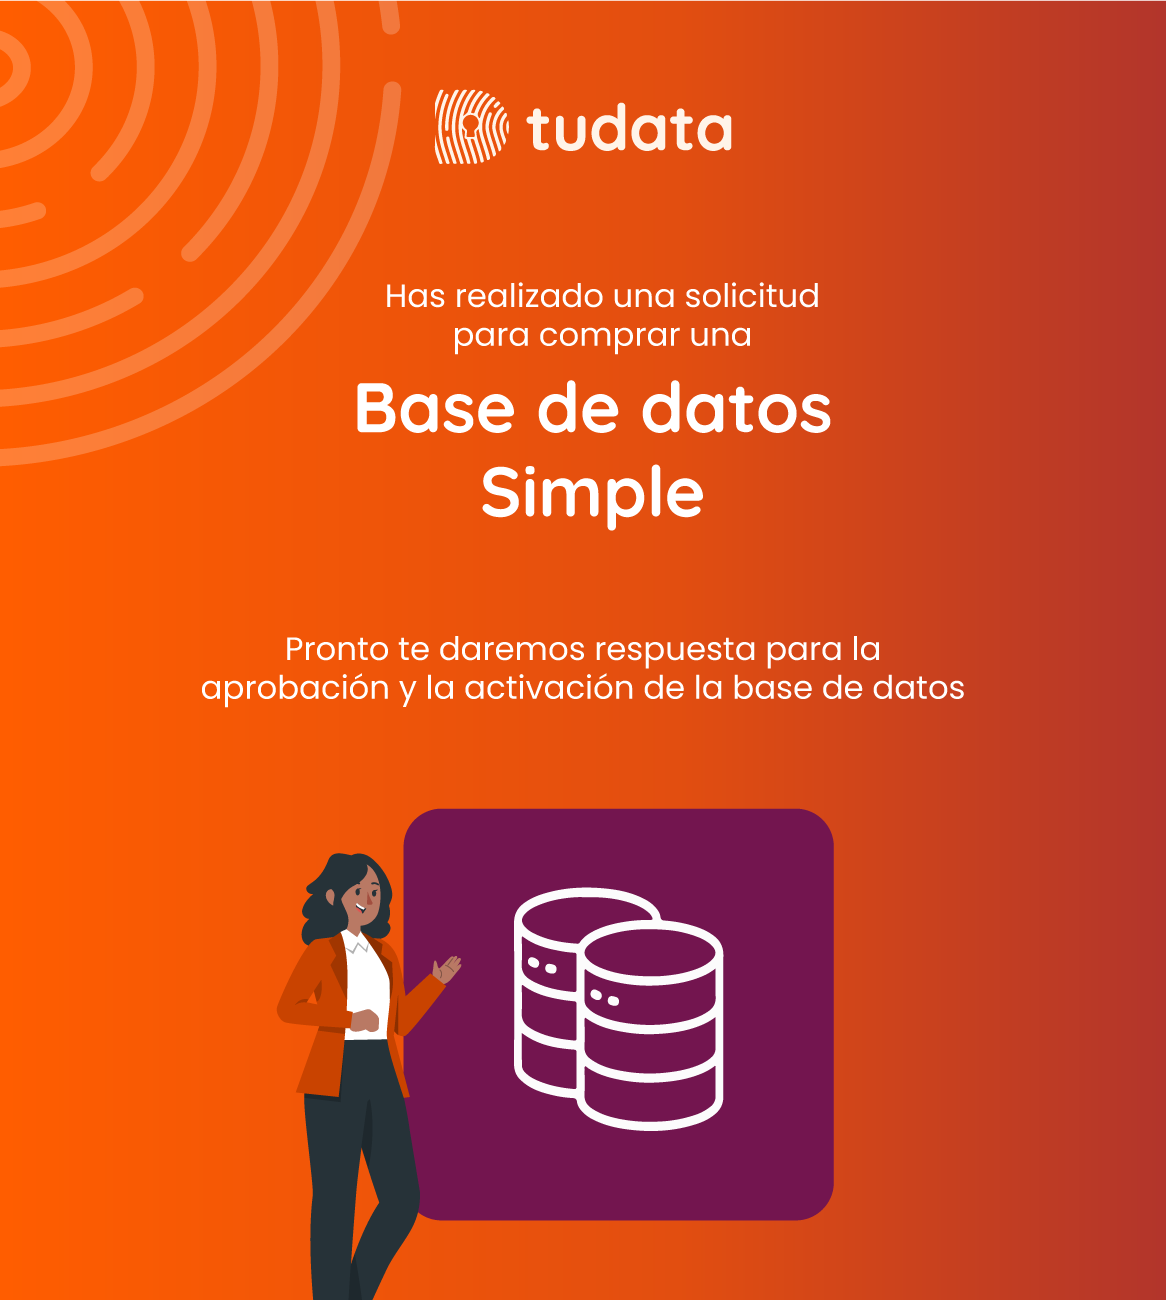 tudata
Has realizado una solicitud
para comprar una
Base de datos
Simple
Pronto te daremos respuesta para la
aprobación y la activación de la base de datos